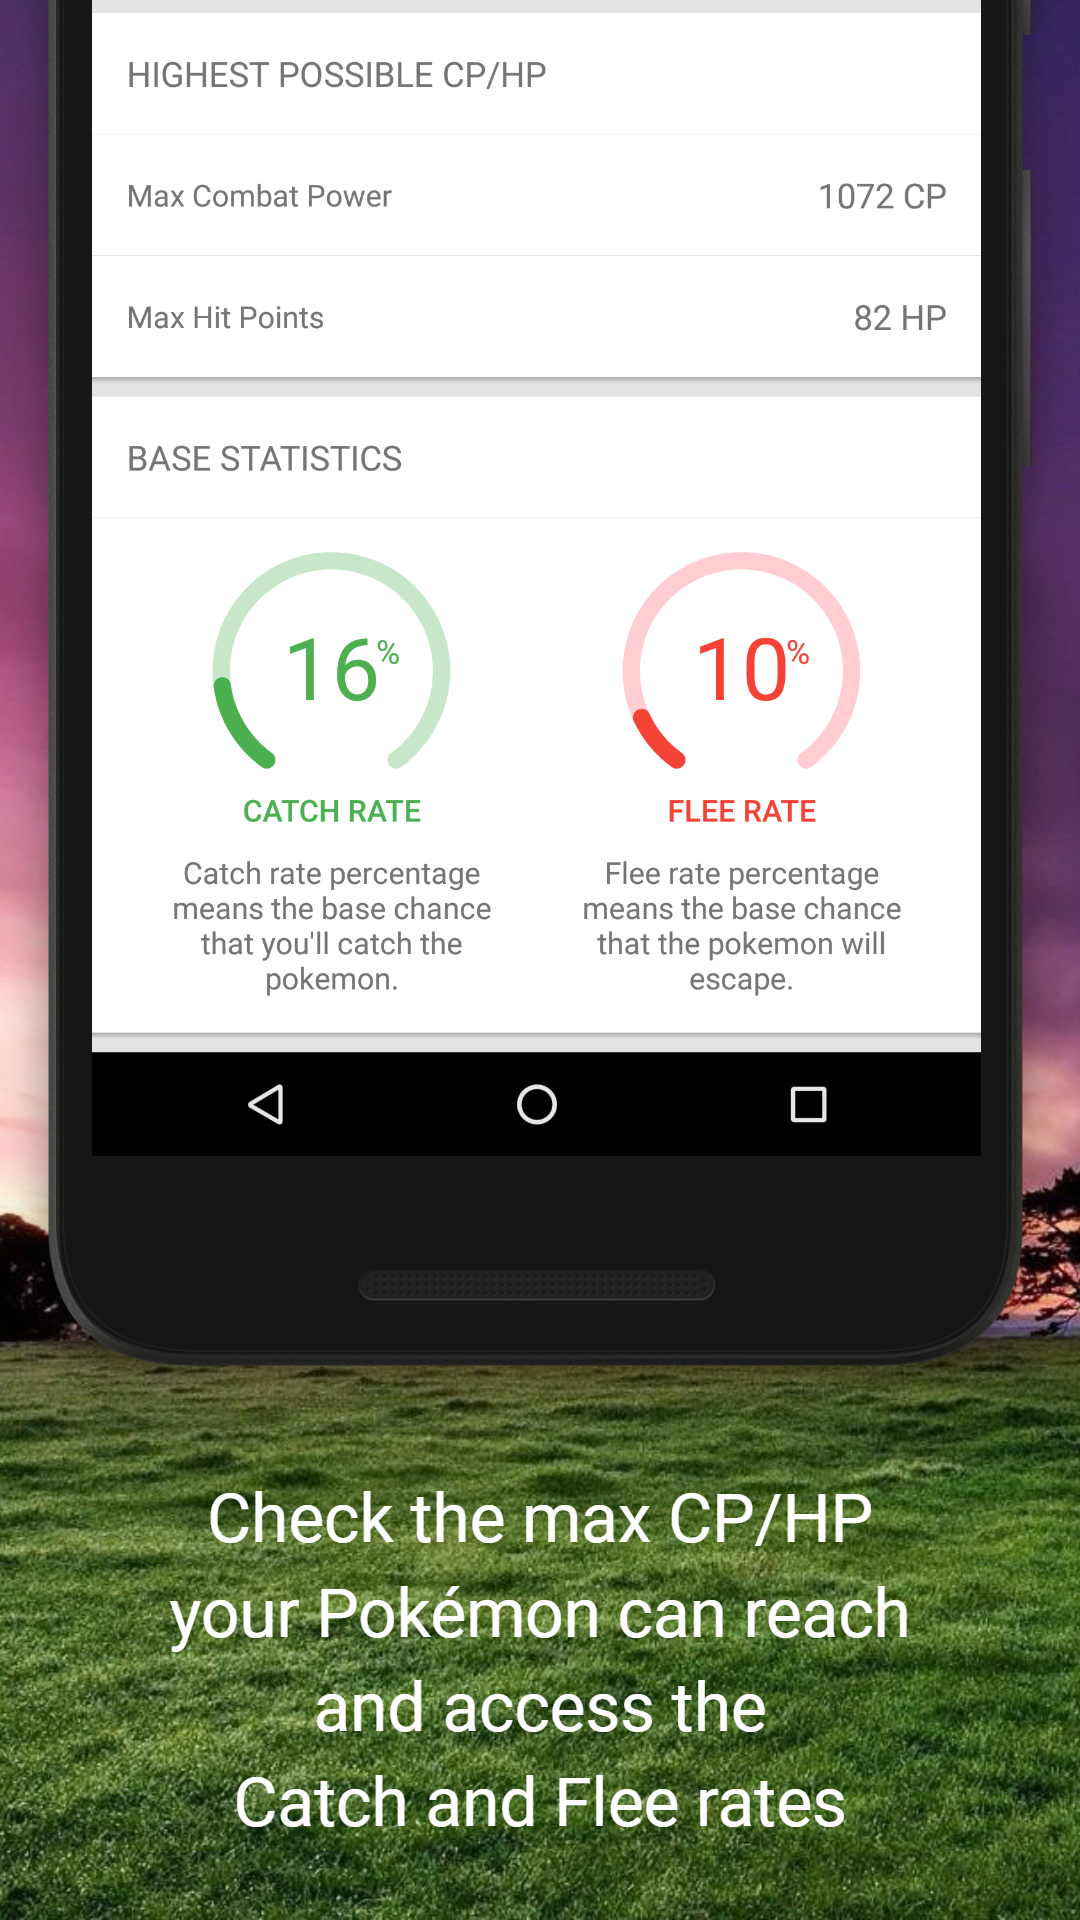 HIGHEST POSSIBLE CP/HP
Max Combat Power 1072 CP
Max Hit Points 82 HP
BASE STATISTICS
16%
CATCH RATE
Catch rate percentage
means the base chance
that you'll catch the
pokemon.
10%
FLEE RATE
Flee rate percentage
means the base chance
that the pokemon will
escape.
Check the max CP/HP
your Pokémon can reach
and access the
Catch and Flee rates